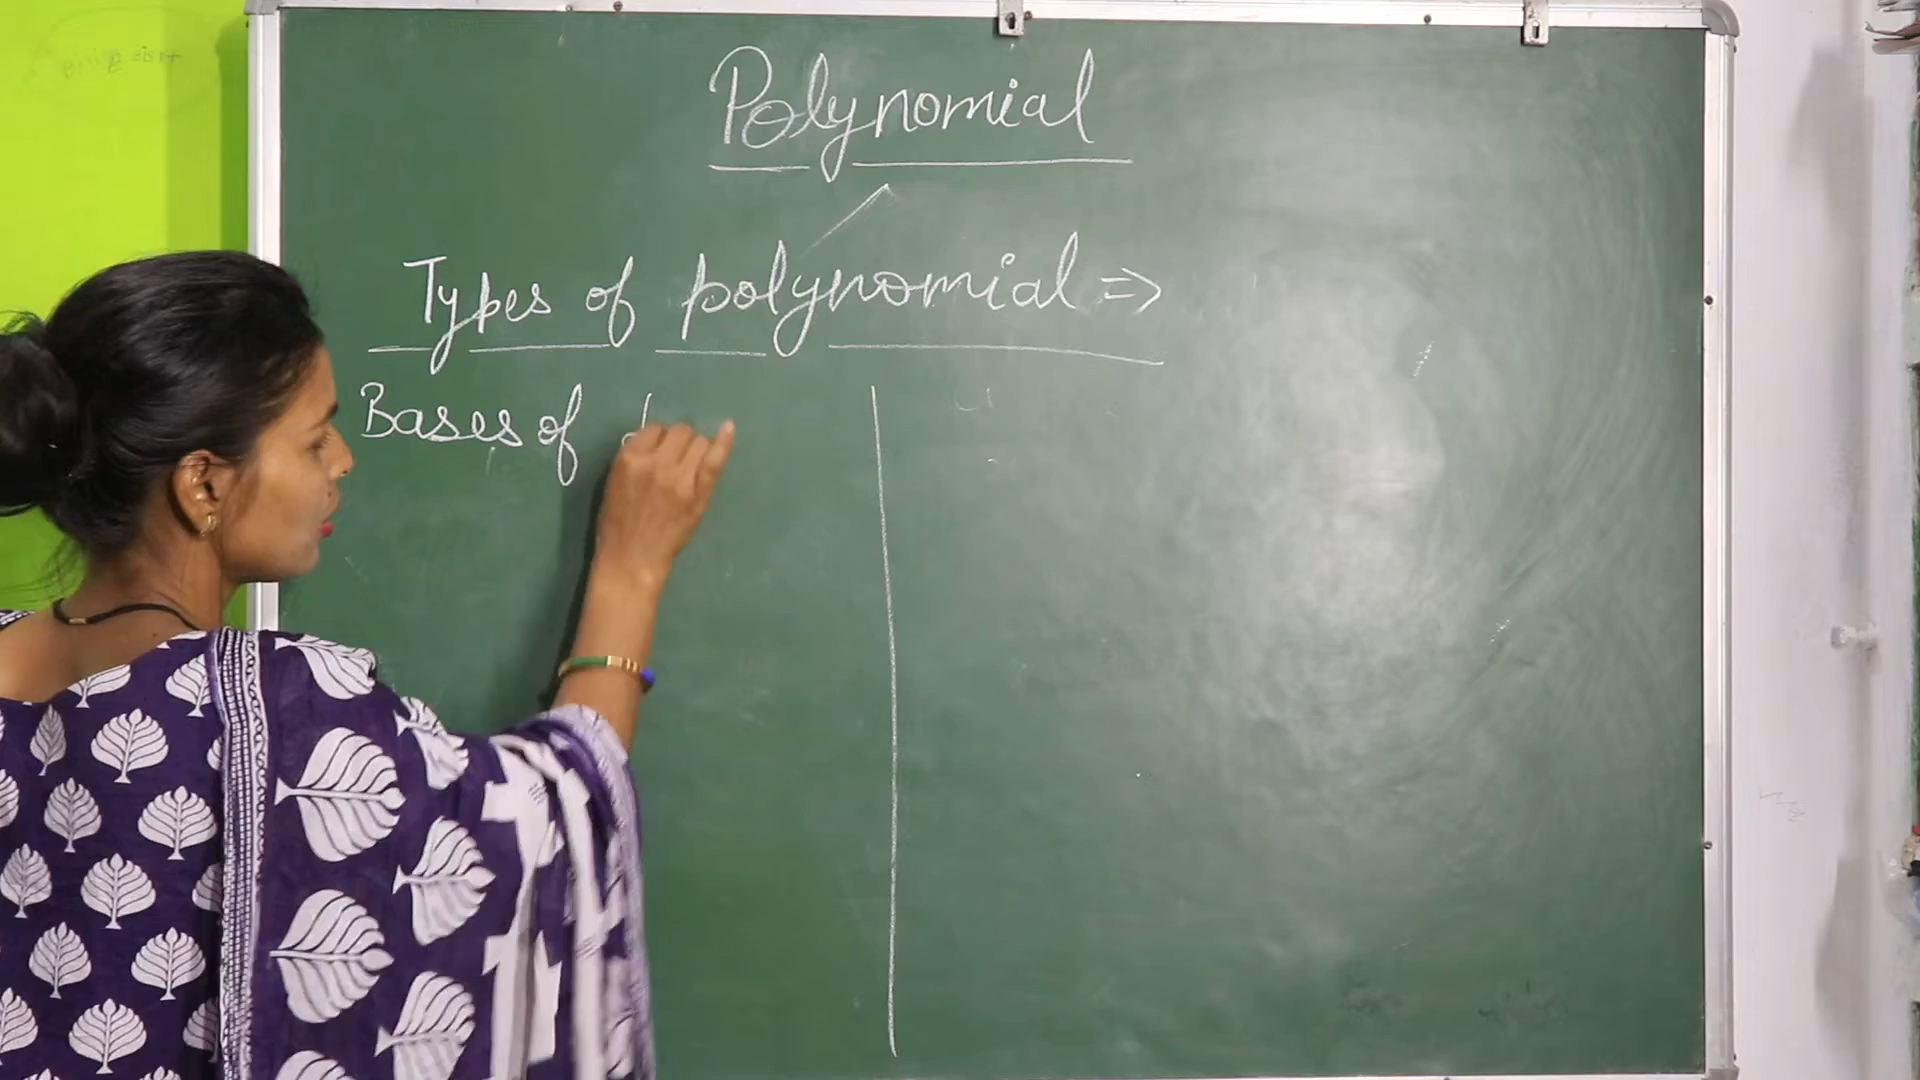 Polynomial
Types of polynomial =>
Bases of d